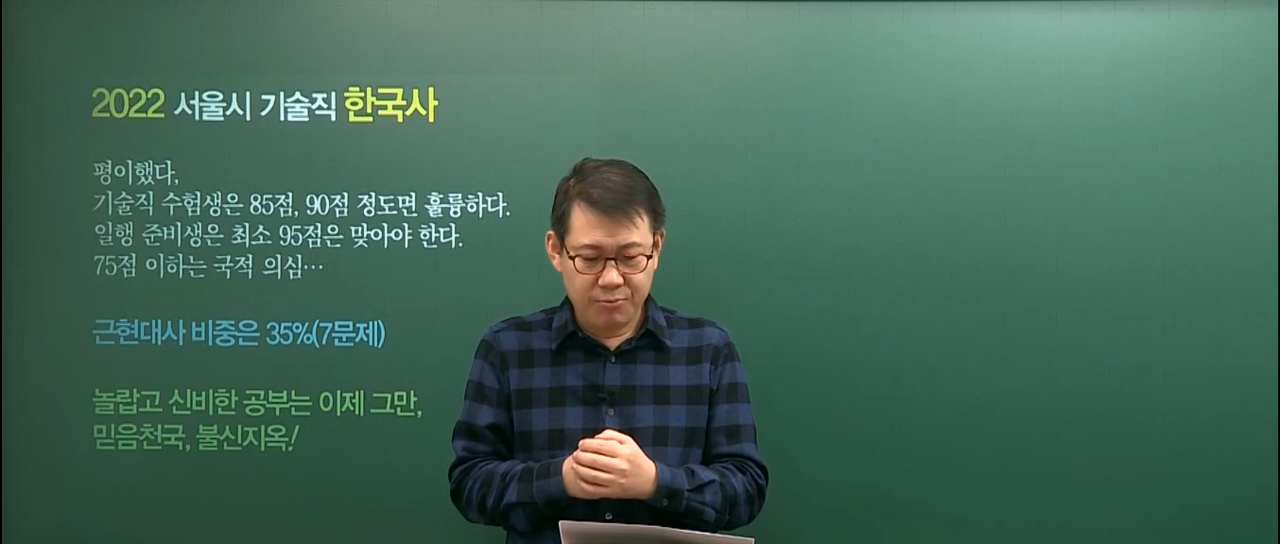 2022 서울시 기술직 한국사
평이했다,
기술직 수험생은 85점, 90점 정도면 훌륭하다.
일행 준비생은 최소 95점은 맞아야 한다.
75점 이하는 국적 의심…
근현대사 비중은 35%(7문제)
놀랍고 신비한 공부는 이제 그만,
믿음천국, 불신지옥!